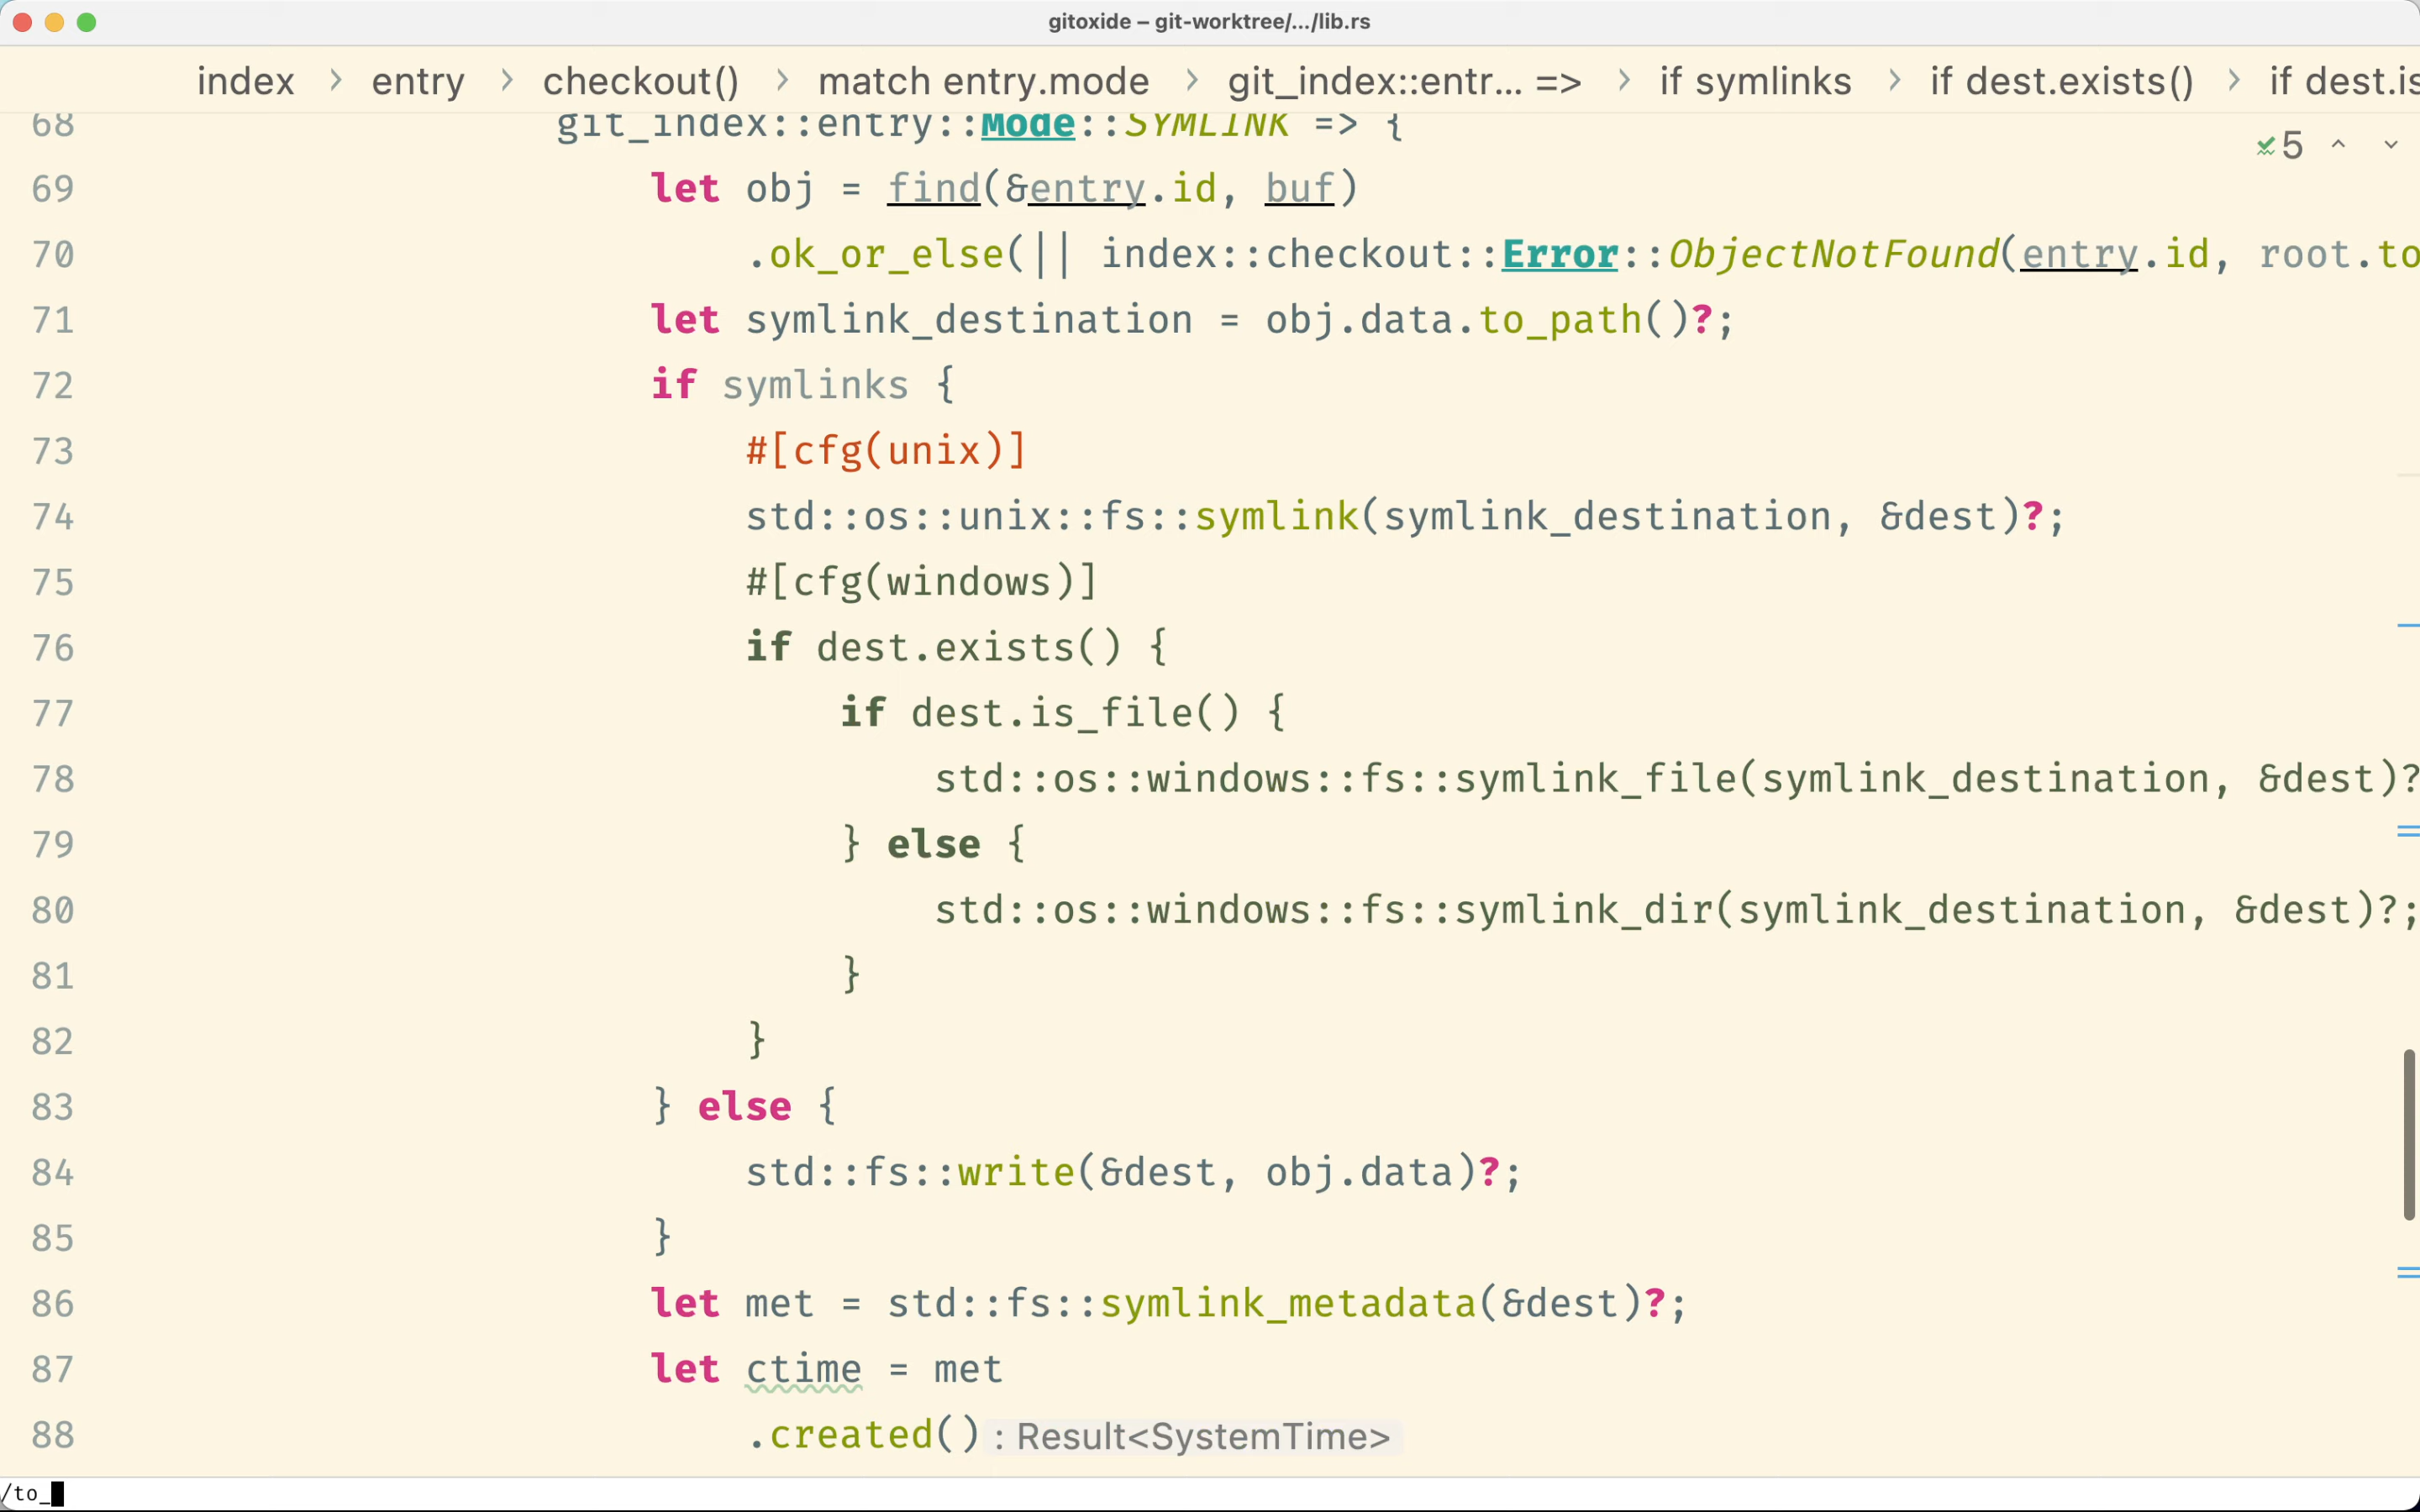 gitoxide – git-worktree/.../lib.rs
index > entry > checkout() > match entry.mode > git_index::entr... => > if symlinks > if dest.exists() > if dest.is
68 git_index::entry::Mode::SYMLINK => {
5
69 let obj = find(&entry.id, buf)
70 .ok_or_else(|| index::checkout::Error::ObjectNotFound(entry.id, root.to
71 let symlink_destination = obj.data.to_path()?;
72 if symlinks {
73 #[cfg(unix)]
74 std::os::unix::fs::symlink(symlink_destination, &dest)?;
75 #[cfg(windows)]
76 if dest.exists() {
77 if dest.is_file() {
78 std::os::windows::fs::symlink_file(symlink_destination, &dest)?
79 } else {
80 std::os::windows::fs::symlink_dir(symlink_destination, &dest)?;
81 }
82 }
83 } else {
84 std::fs::write(&dest, obj.data)?;
85 }
86 let met = std::fs::symlink_metadata(&dest)?;
87 let ctime = met
88 .created() : Result<SystemTime>
/to_